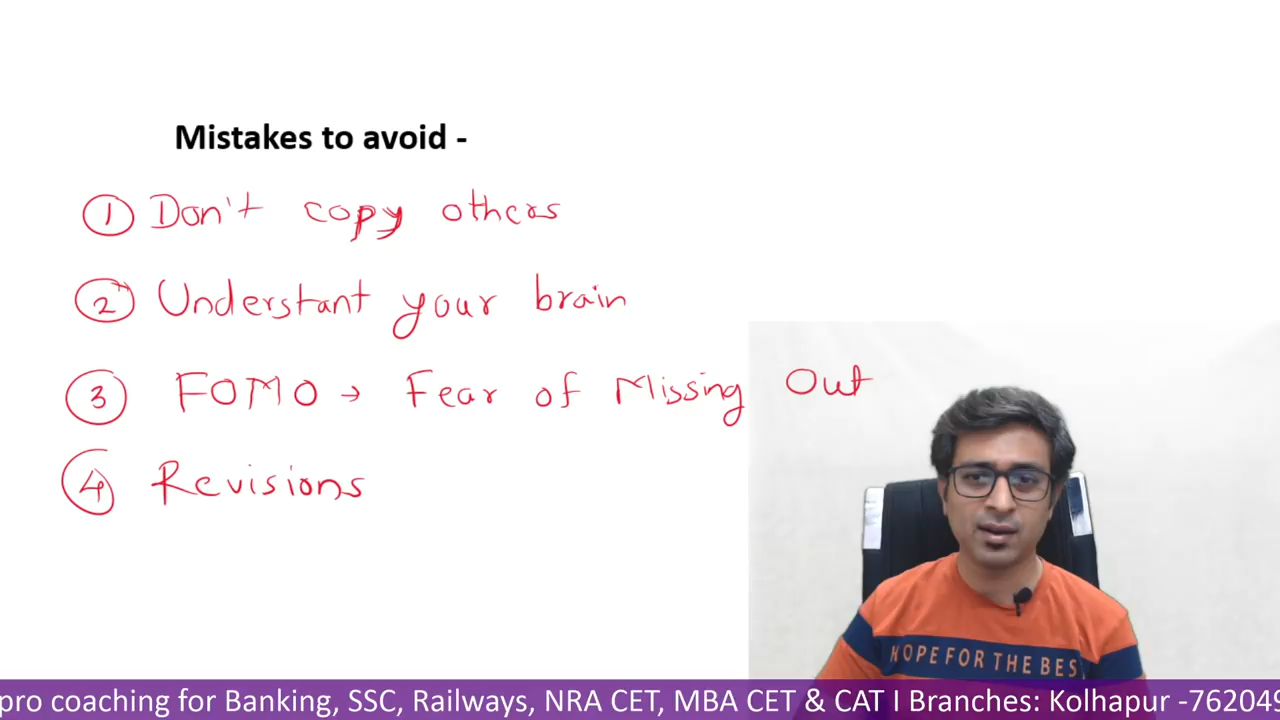 Mistakes to avoid -
① Don't copy others
② Understant your brain
③ FOMO → Fear of Missing Out
④ Revisions
HOPE FOR THE BES
pro coaching for Banking, SSC, Railways, NRA CET, MBA CET & CAT I Branches: Kolhapur -762049